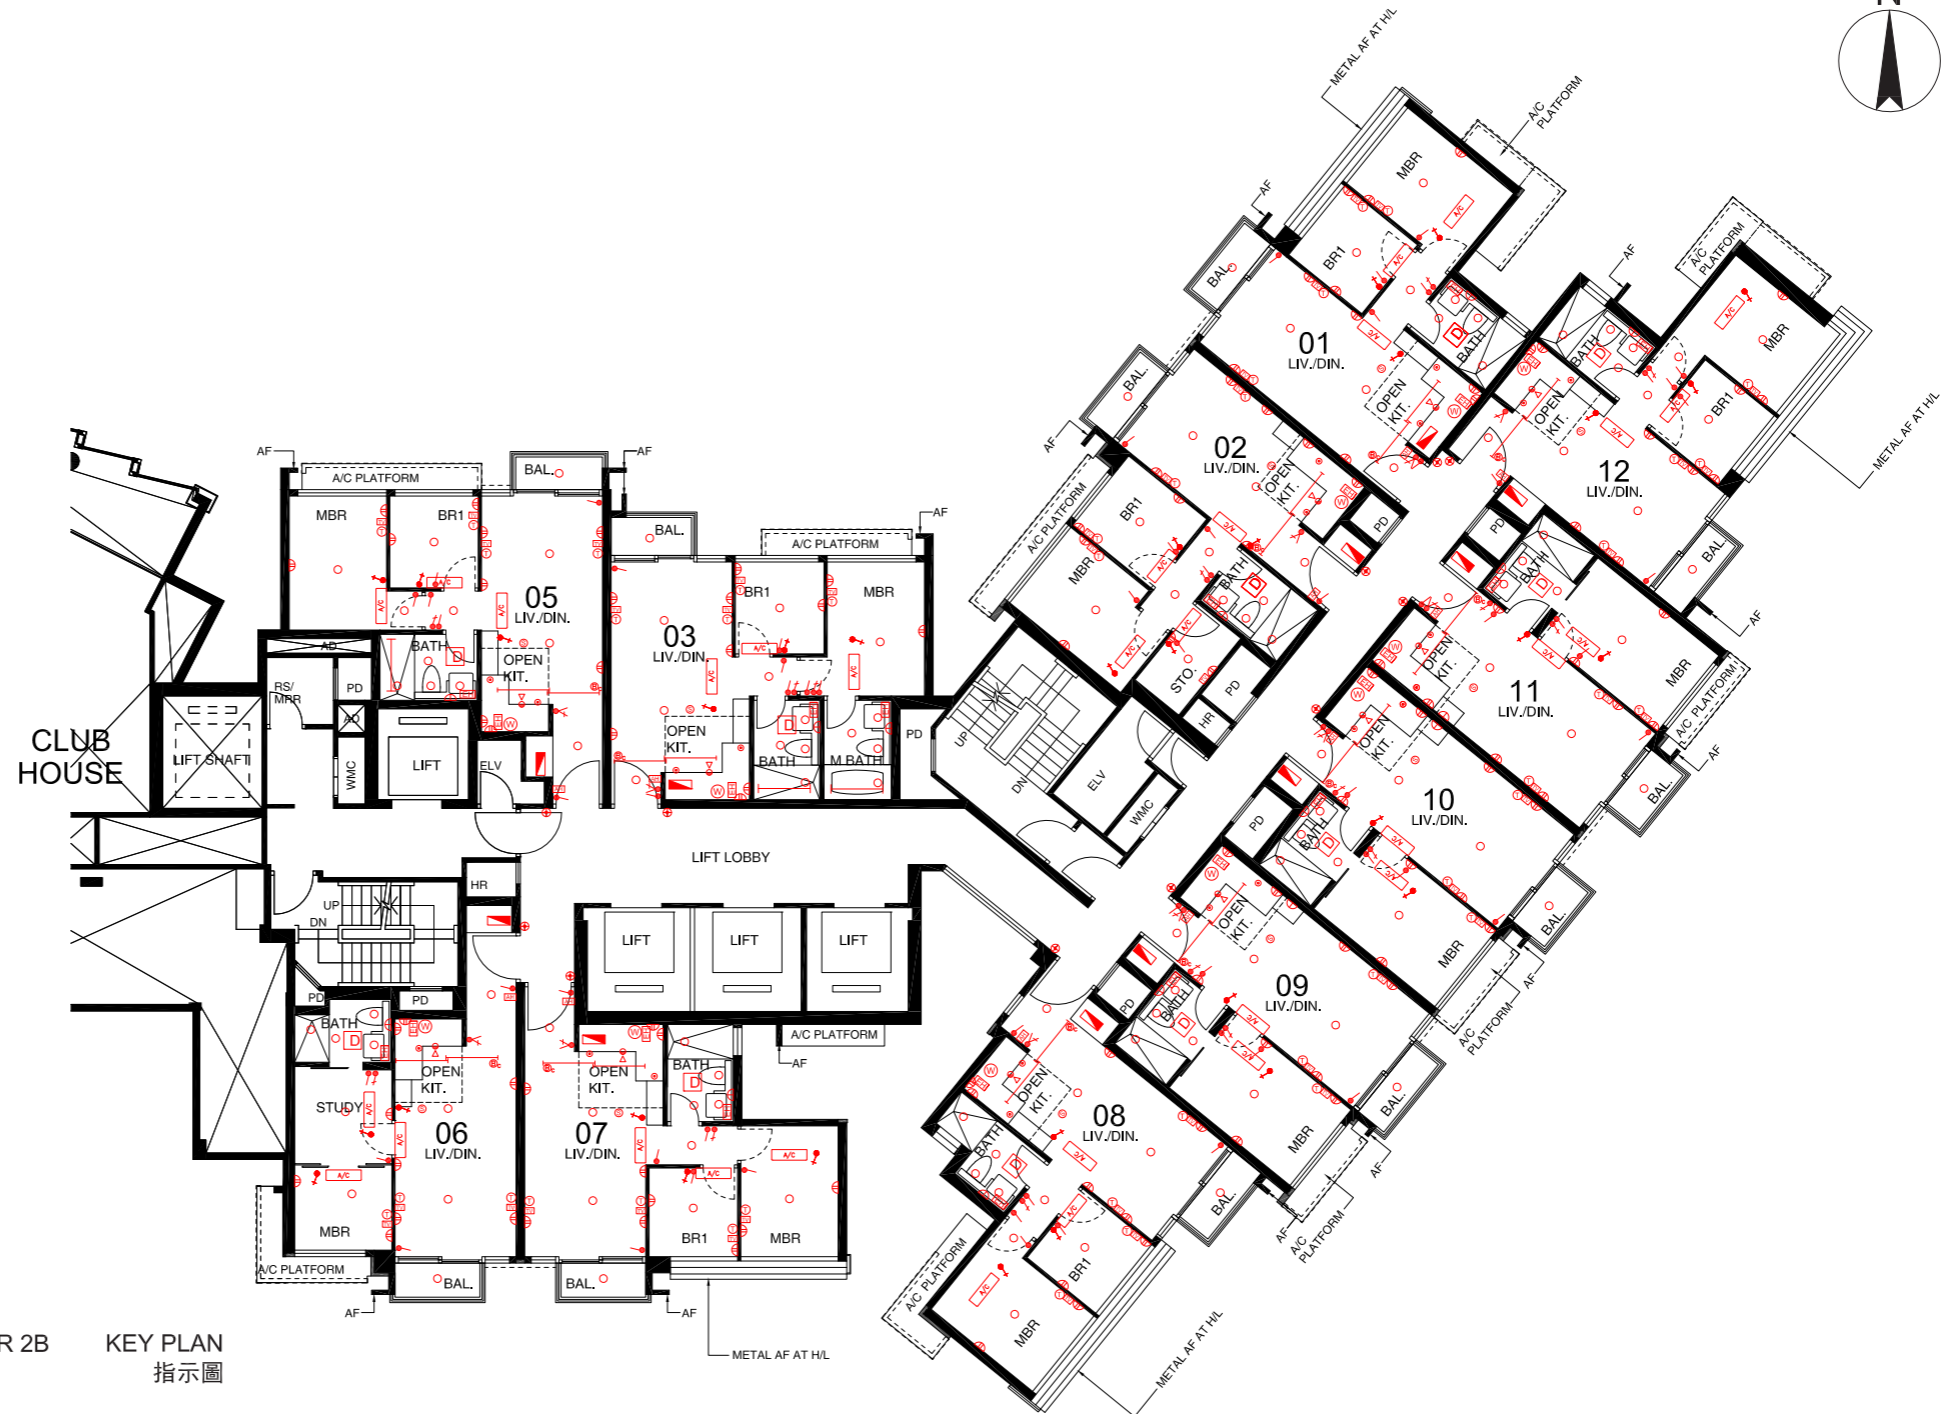 N
METAL AF AT H/L
A/C
PLATFORM
MBR
AF
BR1
BAL.
01
LIV./DIN.
BATH
OPEN
KIT.
D
A/C
A/C
A/C
BAL.
AF
02
LIV./DIN.
OPEN
KIT.
A/C PLATFORM
BR1
MBR
BATH
D
A/C
A/C
A/C
A/C
STO.
PD
HR
PD
AF
A/C
PLATFORM
MBR
BATH
D
BR1
OPEN
KIT.
12
LIV./DIN.
A/C
A/C
A/C
METAL AF AT H/L
BAL.
AF
PD
BATH
D
OPEN
KIT.
11
LIV./DIN.
A/C
A/C
MBR
A/C PLATFORM
AF
BAL.
OPEN
KIT.
10
LIV./DIN.
PD
BATH
D
A/C
A/C
MBR
BAL.
AF
A/C
PLATFORM
OPEN
KIT.
09
LIV./DIN.
PD
BATH
D
A/C
A/C
MBR
BAL.
AF
A/C
PLATFORM
AF
OPEN
KIT.
08
LIV./DIN.
BATH
D
A/C
A/C
A/C
BAL.
BR1
MBR
A/C PLATFORM
METAL AF AT H/L
AF
A/C PLATFORM
BAL.
AF
MBR
BR1
05
LIV./DIN.
A/C
A/C
A/C
BATH
D
OPEN
KIT.
W
BAL.
A/C PLATFORM
AF
BR1
MBR
03
LIV./DIN.
A/C
A/C
A/C
OPEN
KIT.
W
D
BATH
M BATH
PD
AD
RS/
MRR
PD
AD
WMC
LIFT
ELV
CLUB
HOUSE
LIFT SHAFT
UP
DN
ELV
WMC
LIFT LOBBY
HR
UP
DN
PD
PD
LIFT
LIFT
LIFT
A/C PLATFORM
AF
BATH
D
W
OPEN
KIT.
STUDY
A/C
A/C
A/C
06
LIV./DIN.
MBR
A/C PLATFORM
BAL.
AF
OPEN
KIT.
BATH
D
07
LIV./DIN.
A/C
A/C
A/C
BR1
MBR
BAL.
AF
METAL AF AT H/L
R 2B
KEY PLAN
指示圖